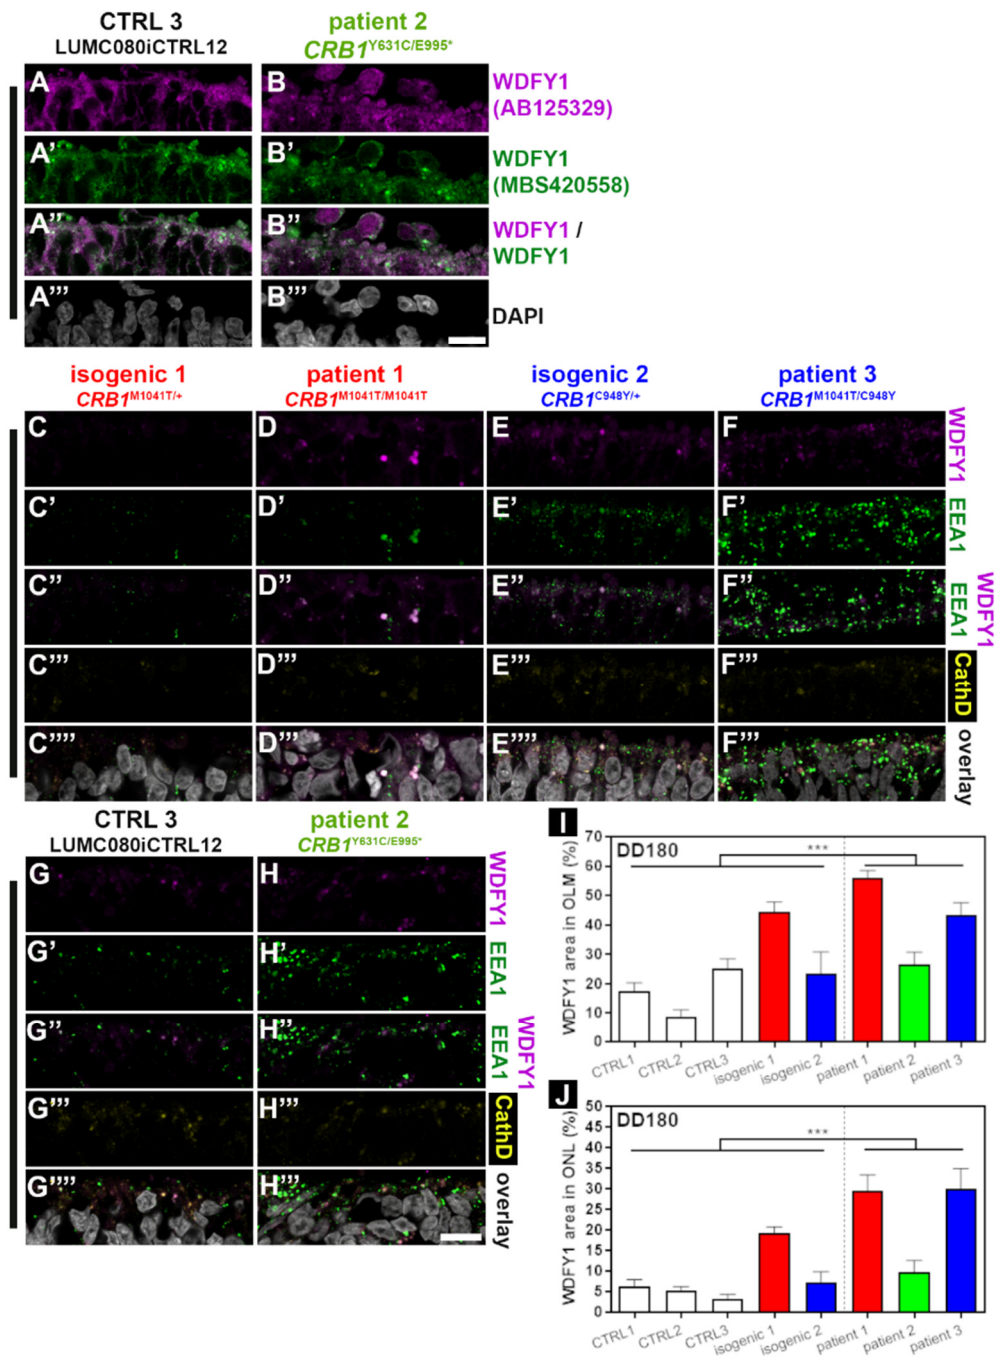 CTRL 3
LUMC080iCTRL12
patient 2
CRB1Y631C/E995*
A
B
WDFY1
(AB125329)
A’
B’
WDFY1
(MBS420558)
A”
B”
WDFY1 /
WDFY1
A”’
B”’
DAPI
isogenic 1
CRB1M1041T/+
patient 1
CRB1M1041T/M1041T
isogenic 2
CRB1C948Y/+
patient 3
CRB1M1041T/C948Y
C
D
E
F
WDFY1
C’
D’
E’
F’
EEA1
C”
D”
E”
F”
EEA1
WDFY1
C”’
D”’
E”’
F”’
CathD
C””
D”’
E””
F”’
overlay
CTRL 3
LUMC080iCTRL12
patient 2
CRB1Y631C/E995*
G
H
WDFY1
G’
H’
EEA1
G”
H”
EEA1
WDFY1
G”’
H”’
CathD
G””
H”’
overlay
I
DD180
***
WDFY1 area in OLM (%)
70
60
50
40
30
20
10
0
CTRL1
CTRL2
CTRL3
isogenic 1
isogenic 2
patient 1
patient 2
patient 3
J
DD180
***
WDFY1 area in ONL (%)
50
45
40
35
30
25
20
15
10
5
0
CTRL1
CTRL2
CTRL3
isogenic 1
isogenic 2
patient 1
patient 2
patient 3